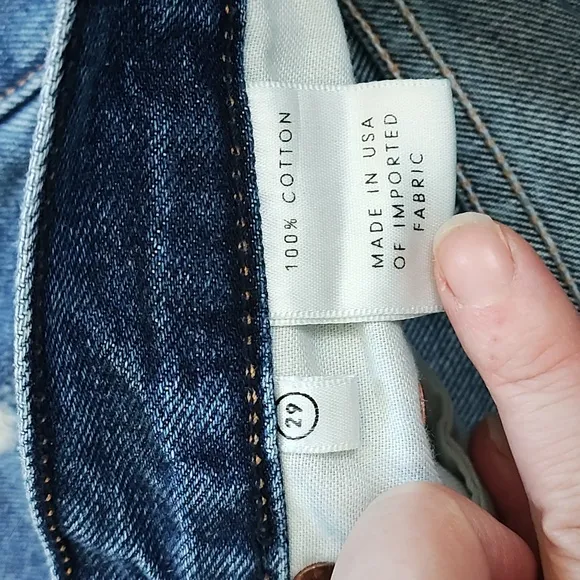 100% COTTON
MADE IN USA
OF IMPORTED
FABRIC
29